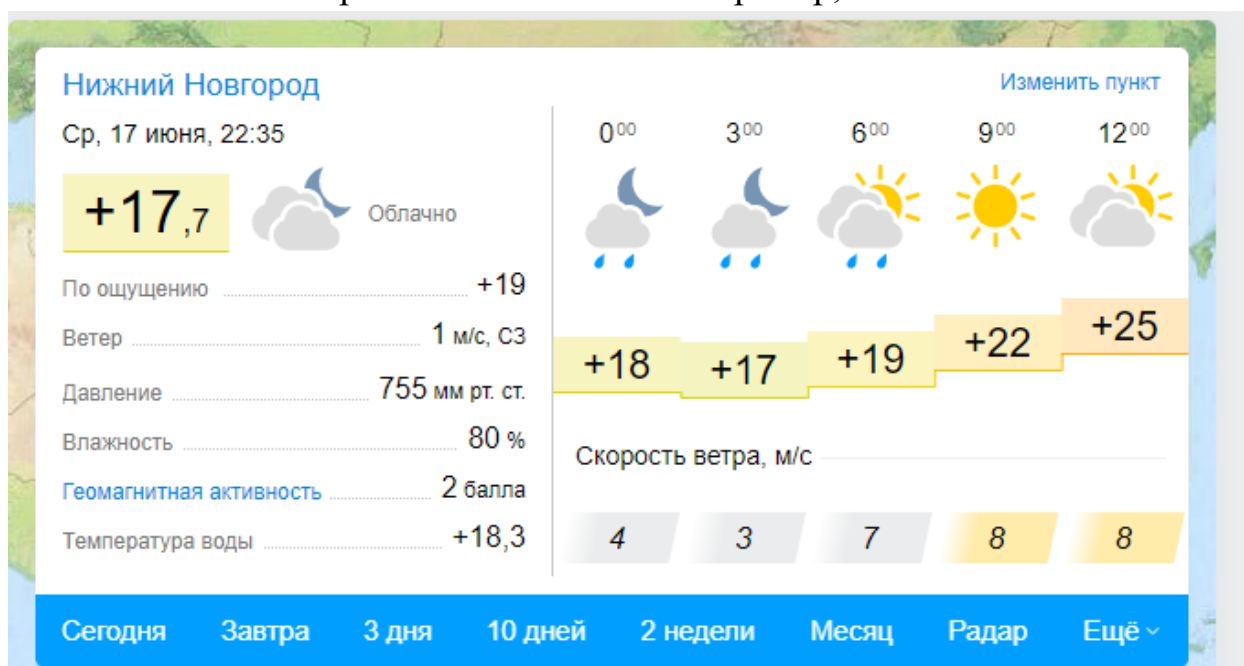 Нижний Новгород
Изменить пункт
Ср, 17 июня, 22:35
+17,7
Облачно
По ощущению +19
Ветер 1 м/с, СЗ
Давление 755 мм рт. ст.
Влажность 80 %
Геомагнитная активность 2 балла
Температура воды +18,3
0⁰⁰ 3⁰⁰ 6⁰⁰ 9⁰⁰ 12⁰⁰
+18 +17 +19 +22 +25
Скорость ветра, м/с
4 3 7 8 8
Сегодня Завтра 3 дня 10 дней 2 недели Месяц Радар Ещё